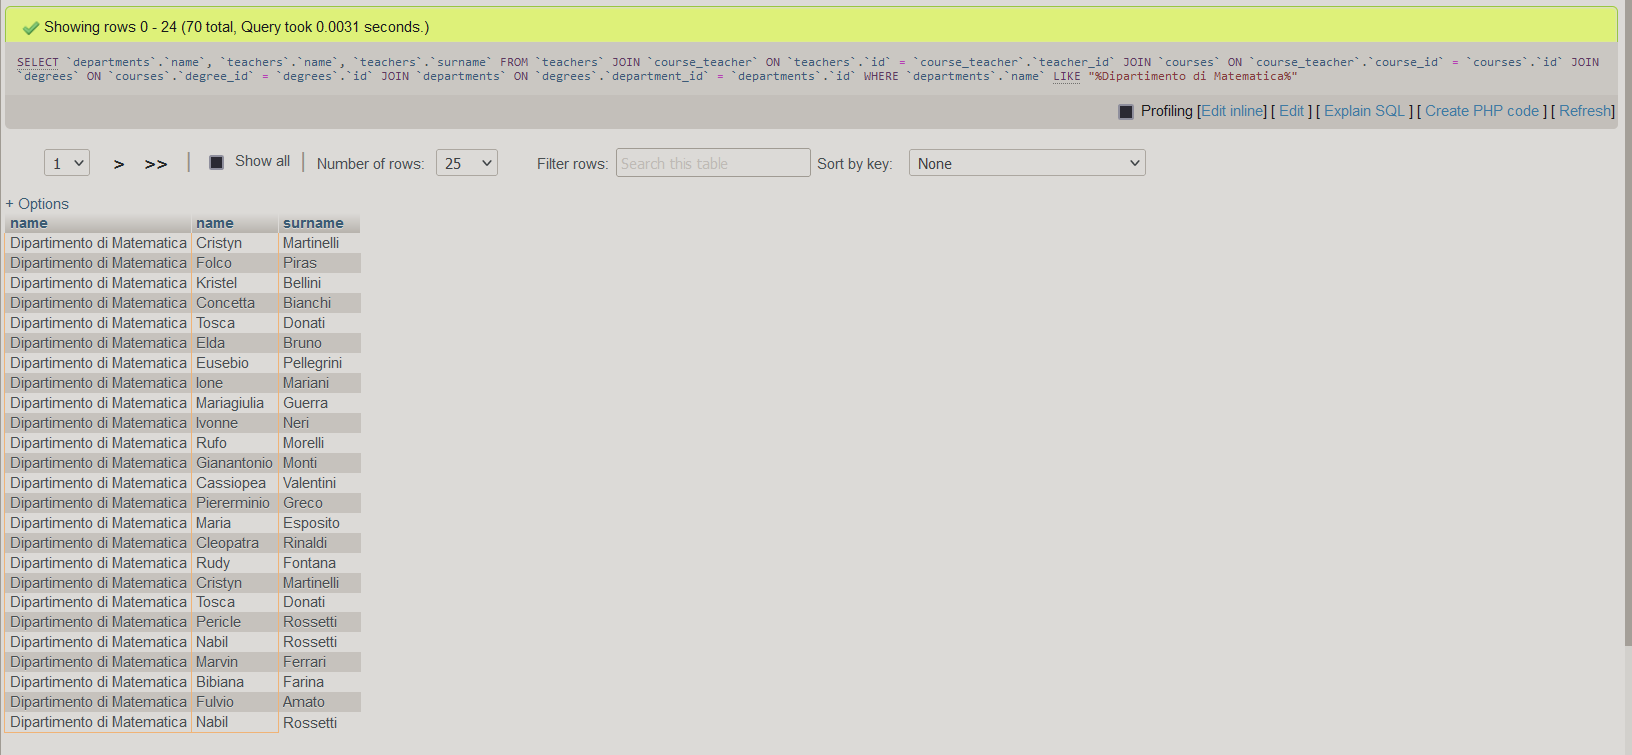 Showing rows 0 - 24 (70 total, Query took 0.0031 seconds.)
SELECT `departments`.`name`, `teachers`.`name`, `teachers`.`surname` FROM `teachers` JOIN `course_teacher` ON `teachers`.`id` = `course_teacher`.`teacher_id` JOIN `courses` ON `course_teacher`.`course_id` = `courses`.`id` JOIN
`degrees` ON `courses`.`degree_id` = `degrees`.`id` JOIN `departments` ON `degrees`.`department_id` = `departments`.`id` WHERE `departments`.`name` LIKE "%Dipartimento di Matematica%"
Profiling [Edit inline] [ Edit ] [ Explain SQL ] [ Create PHP code ] [ Refresh]
1 > >> | Show all | Number of rows: 25 Filter rows: Search this table Sort by key: None
+ Options
name name surname
Dipartimento di Matematica Cristyn Martinelli
Dipartimento di Matematica Folco Piras
Dipartimento di Matematica Kristel Bellini
Dipartimento di Matematica Concetta Bianchi
Dipartimento di Matematica Tosca Donati
Dipartimento di Matematica Elda Bruno
Dipartimento di Matematica Eusebio Pellegrini
Dipartimento di Matematica Ione Mariani
Dipartimento di Matematica Mariagiulia Guerra
Dipartimento di Matematica Ivonne Neri
Dipartimento di Matematica Rufo Morelli
Dipartimento di Matematica Gianantonio Monti
Dipartimento di Matematica Cassiopea Valentini
Dipartimento di Matematica Piererminio Greco
Dipartimento di Matematica Maria Esposito
Dipartimento di Matematica Cleopatra Rinaldi
Dipartimento di Matematica Rudy Fontana
Dipartimento di Matematica Cristyn Martinelli
Dipartimento di Matematica Tosca Donati
Dipartimento di Matematica Pericle Rossetti
Dipartimento di Matematica Nabil Rossetti
Dipartimento di Matematica Marvin Ferrari
Dipartimento di Matematica Bibiana Farina
Dipartimento di Matematica Fulvio Amato
Dipartimento di Matematica Nabil Rossetti